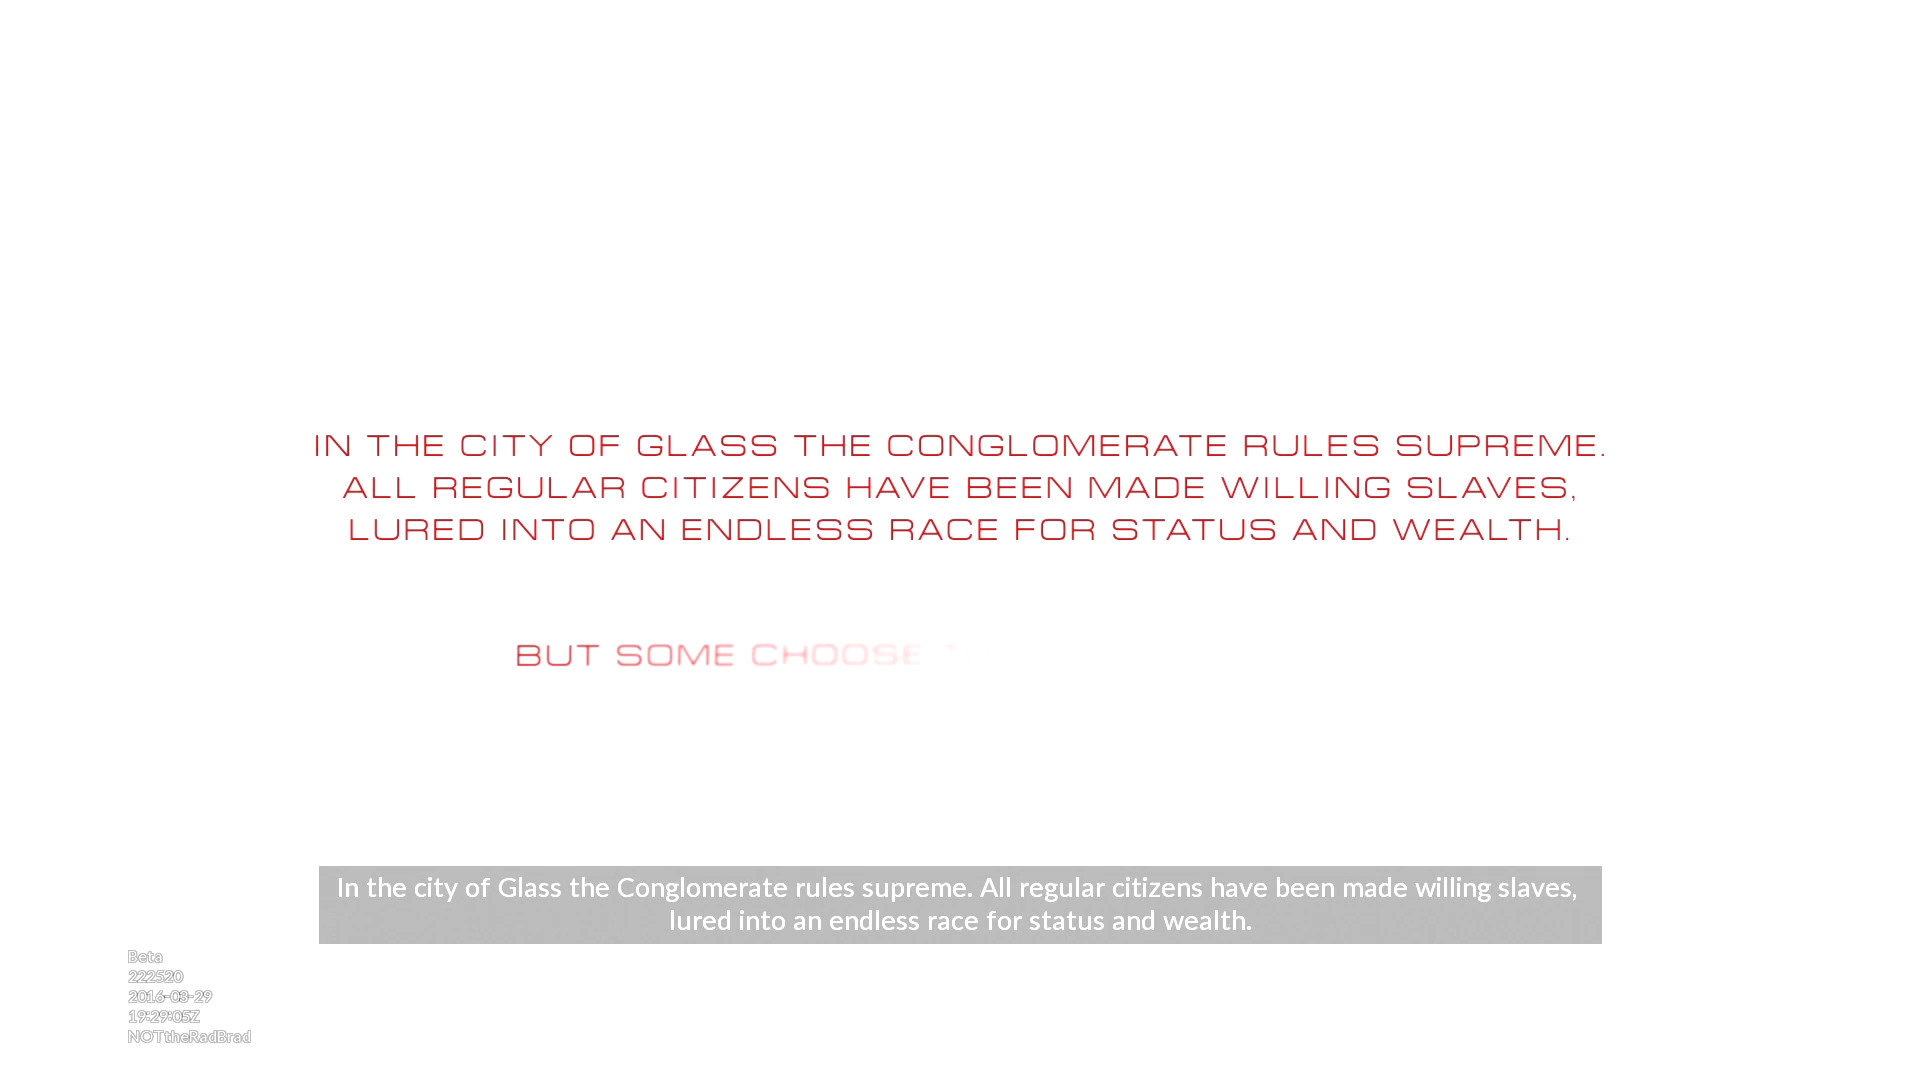 IN THE CITY OF GLASS THE CONGLOMERATE RULES SUPREME.
ALL REGULAR CITIZENS HAVE BEEN MADE WILLING SLAVES,
LURED INTO AN ENDLESS RACE FOR STATUS AND WEALTH.
BUT SOME CHOOSE
In the city of Glass the Conglomerate rules supreme. All regular citizens have been made willing slaves,
lured into an endless race for status and wealth.
Beta
222520
2016-03-29
19:29:05Z
NOTtheRadBrad